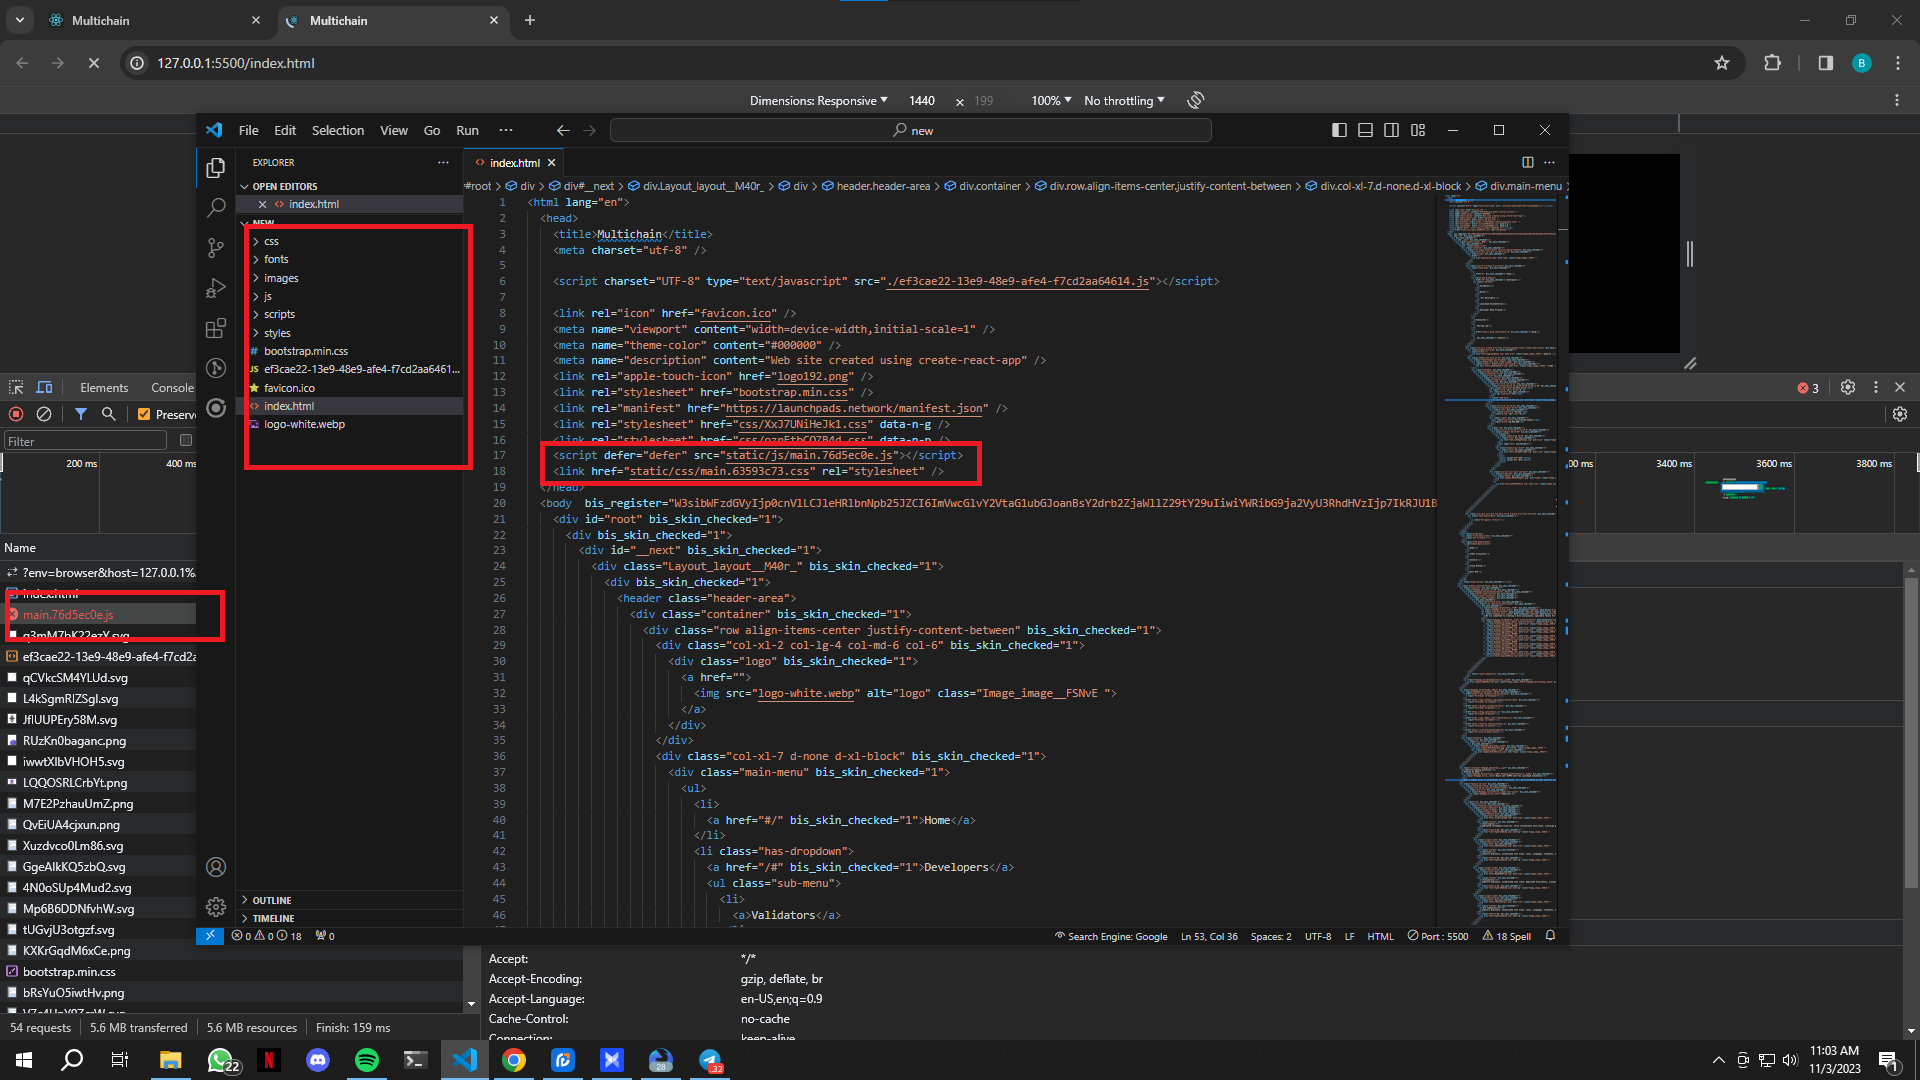 Multichain
Multichain
127.0.0.1:5500/index.html
B
Dimensions: Responsive 1440 × 199 100% No throttling
File Edit Selection View Go Run ··· new
EXPLORER ···
index.html
OPEN EDITORS
index.html
NEW
css
fonts
images
js
scripts
styles
bootstrap.min.css
ef3cae22-13e9-48e9-afe4-f7cd2aa6461...
favicon.ico
index.html
logo-white.webp
OUTLINE
TIMELINE
#root > div > div#__next > div.Layout_layout__M40r_ > div > header.header-area > div.container > div.row.align-items-center.justify-content-between > div.col-xl-7.d-none.d-xl-block > div.main-menu >
1 <html lang="en">
2 <head>
3 <title>Multichain</title>
4 <meta charset="utf-8" />
5
6 <script charset="UTF-8" type="text/javascript" src="./ef3cae22-13e9-48e9-afe4-f7cd2aa64614.js"></script>
7
8 <link rel="icon" href="favicon.ico" />
9 <meta name="viewport" content="width=device-width,initial-scale=1" />
10 <meta name="theme-color" content="#000000" />
11 <meta name="description" content="Web site created using create-react-app" />
12 <link rel="apple-touch-icon" href="logo192.png" />
13 <link rel="stylesheet" href="bootstrap.min.css" />
14 <link rel="manifest" href="https://launchpads.network/manifest.json" />
15 <link rel="stylesheet" href="css/XxJ7UNiHeJk1.css" data-n-g />
16 <link rel="stylesheet"
17 <script defer="defer" src="static/js/main.76d5ec0e.js"></script>
18 <link href="static/css/main.63593c73.css" rel="stylesheet" />
19 </head>
20 <body
21 <div id="root" bis_skin_checked="1">
22 <div bis_skin_checked="1">
23 <div id="__next" bis_skin_checked="1">
24 <div class="Layout_layout__M40r_" bis_skin_checked="1">
25 <div bis_skin_checked="1">
26 <header class="header-area">
27 <div class="container" bis_skin_checked="1">
28 <div class="row align-items-center justify-content-between" bis_skin_checked="1">
29 <div class="col-xl-2 col-lg-4 col-md-6 col-6" bis_skin_checked="1">
30 <div class="logo" bis_skin_checked="1">
31 <a href="">
32 <img src="logo-white.webp" alt="logo" class="Image_image__FSNvE ">
33 </a>
34 </div>
35 </div>
36 <div class="col-xl-7 d-none d-xl-block" bis_skin_checked="1">
37 <div class="main-menu" bis_skin_checked="1">
38 <ul>
39 <li>
40 <a href="#/" bis_skin_checked="1">Home</a>
41 </li>
42 <li class="has-dropdown">
43 <a href="/#" bis_skin_checked="1">Developers</a>
44 <ul class="sub-menu">
45 <li>
46 <a>Validators</a>
0 0 18 0 Search Engine: Google Ln 53, Col 36 Spaces: 2 UTF-8 LF HTML Port : 5500 18 Spell
Elements Console
3
Preserve
Filter
200 ms 400 ms
00 ms 3400 ms 3600 ms 3800 ms
Name
?env=browser&host=127.0.0.1%
index.html
main.76d5ec0e.js
q3mM7bK22ezY.svg
ef3cae22-13e9-48e9-afe4-f7cd2a
qCVkcSM4YLUd.svg
L4kSgmRIZSgl.svg
JflUUPEry58M.svg
RUzKn0baganc.png
iwwtXIbVHOH5.svg
LQQOSRLCrbYt.png
M7E2PzhauUmZ.png
QvEiUA4cjxun.png
Xuzdvco0Lm86.svg
GgeAIkKQ5zbQ.svg
4N0oSUp4Mud2.svg
Mp6B6DDNfvhW.svg
tUGvjU3otgzf.svg
KXKrGqdM6xCe.png
bootstrap.min.css
bRsYuO5iwtHv.png
54 requests 5.6 MB transferred 5.6 MB resources Finish: 159 ms
Accept: */*
Accept-Encoding: gzip, deflate, br
Accept-Language: en-US,en;q=0.9
Cache-Control: no-cache
Connection: keep-alive
22
28
32
11:03 AM
11/3/2023
1